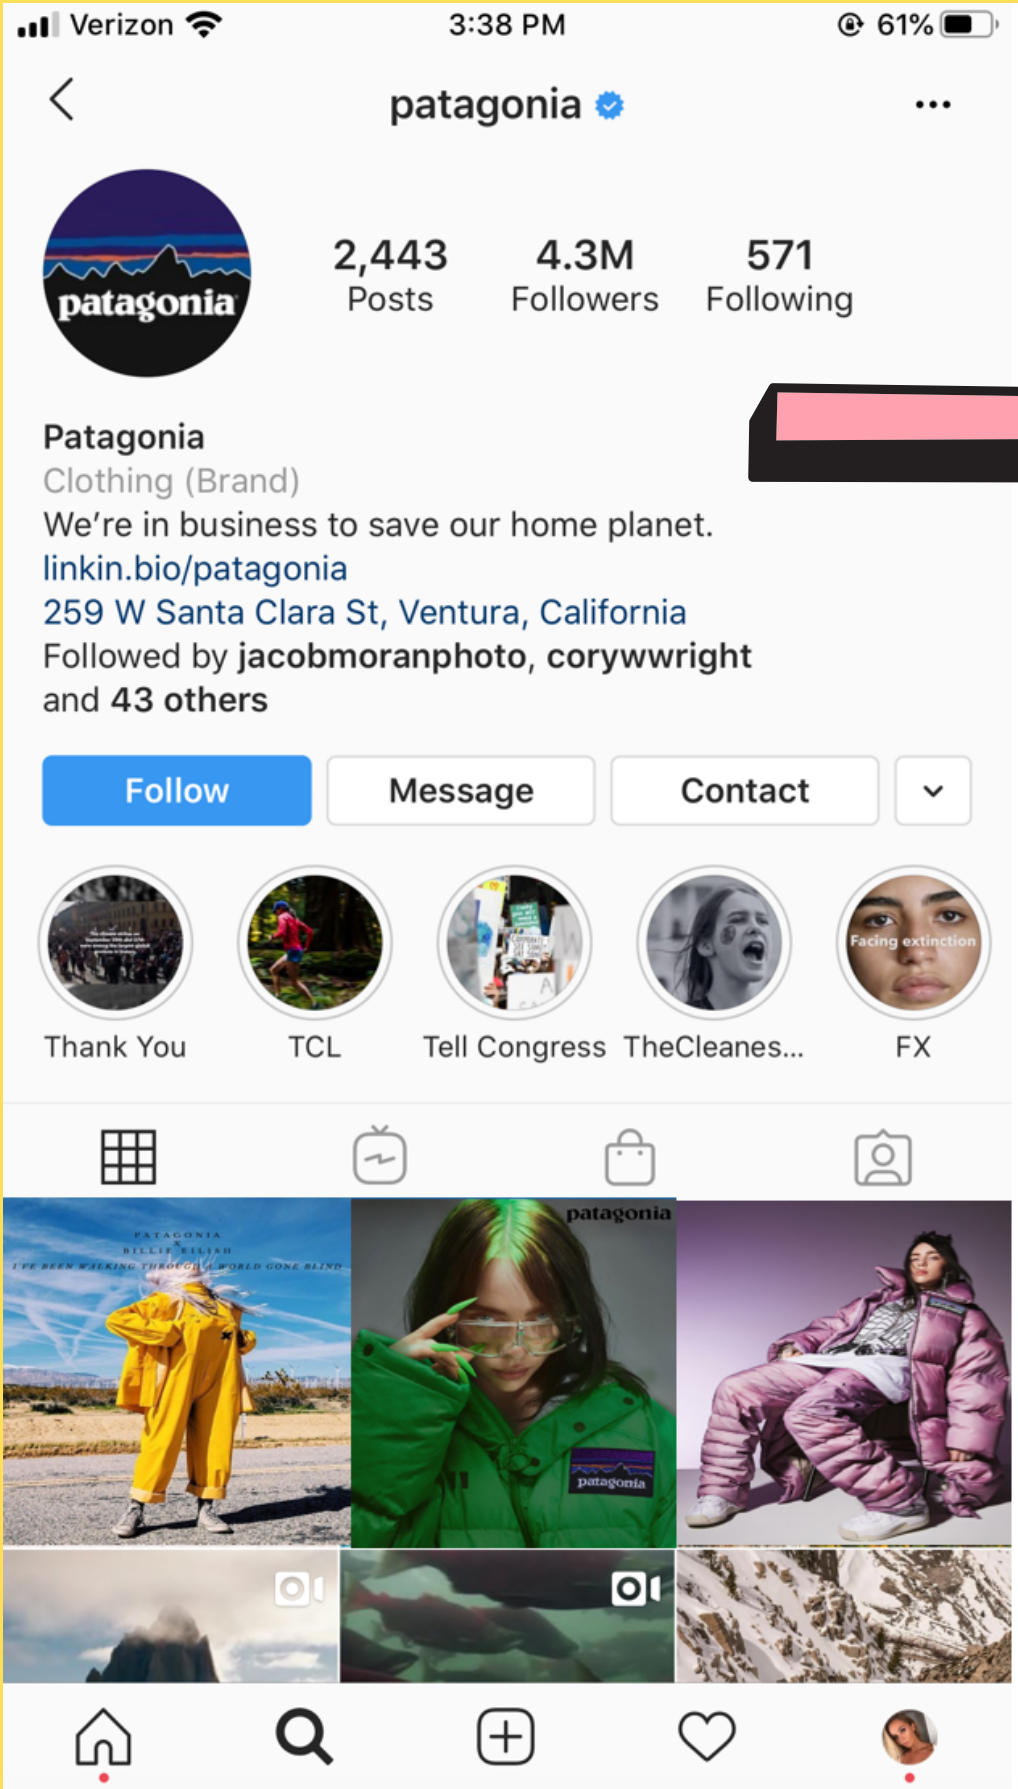 Verizon 3:38 PM 61%
patagonia
patagonia
2,443 4.3M 571
Posts Followers Following
Patagonia
Clothing (Brand)
We’re in business to save our home planet.
linkin.bio/patagonia
259 W Santa Clara St, Ventura, California
Followed by jacobmoranphoto, corywwright
and 43 others
Follow Message Contact
Facing extinction
Thank You TCL Tell Congress TheCleanes... FX
PATAGONIA
X
BILLIE EILISH
I'VE BEEN WALKING THROUGH A WORLD GONE BLIND
patagonia
patagonia